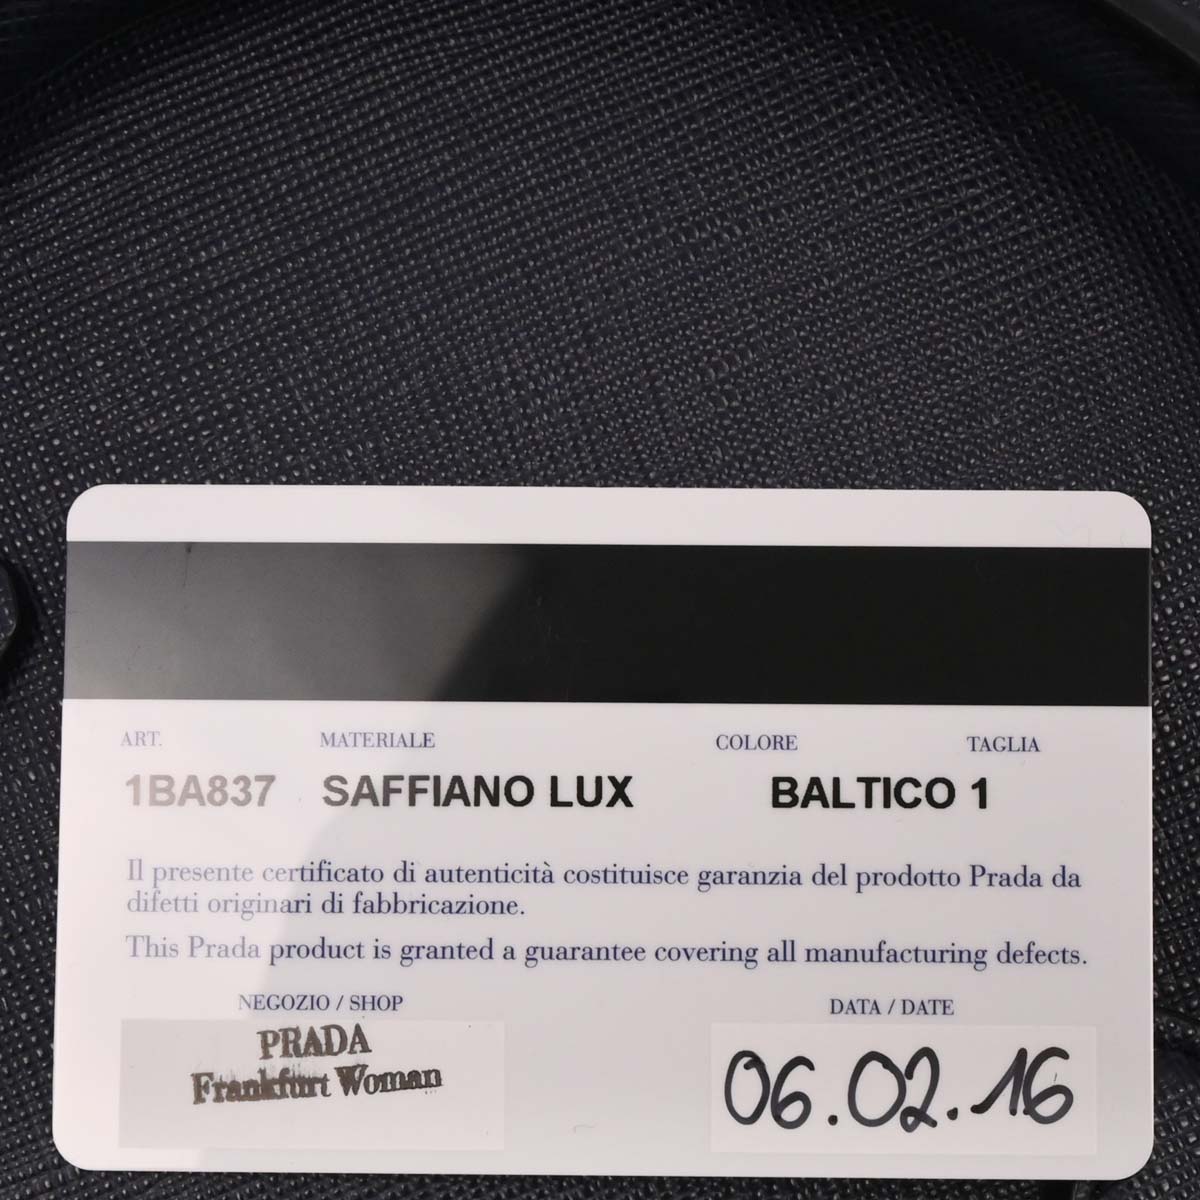 ART. MATERIALE COLORE TAGLIA
1BA837 SAFFIANO LUX BALTICO 1
Il presente certificato di autenticità costituisce garanzia del prodotto Prada da
difetti originari di fabbricazione.
This Prada product is granted a guarantee covering all manufacturing defects.
NEGOZIO / SHOP DATA / DATE
PRADA
Frankfurt Woman
06.02.16